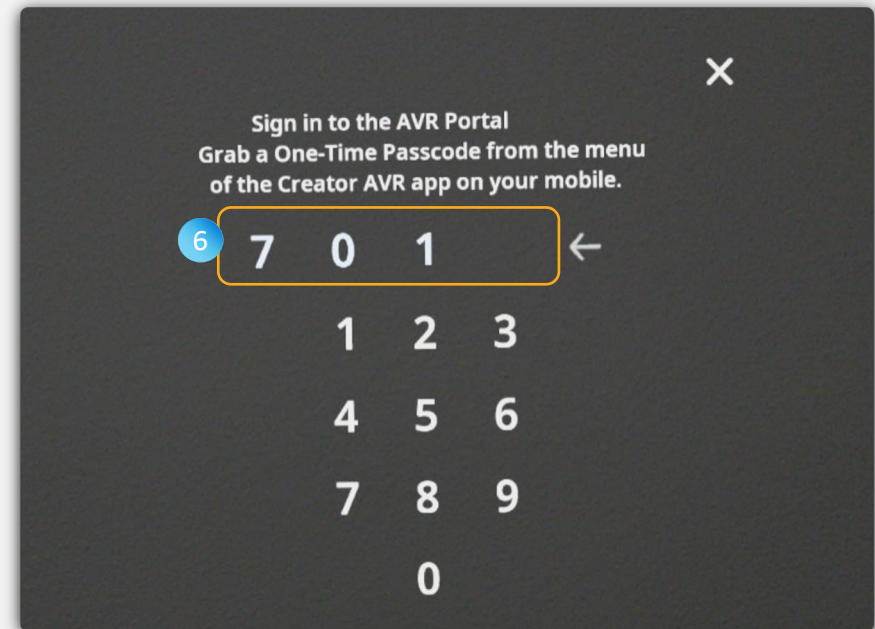 Sign in to the AVR Portal
Grab a One-Time Passcode from the menu
of the Creator AVR app on your mobile.
6
7 0 1
1 2 3
4 5 6
7 8 9
0